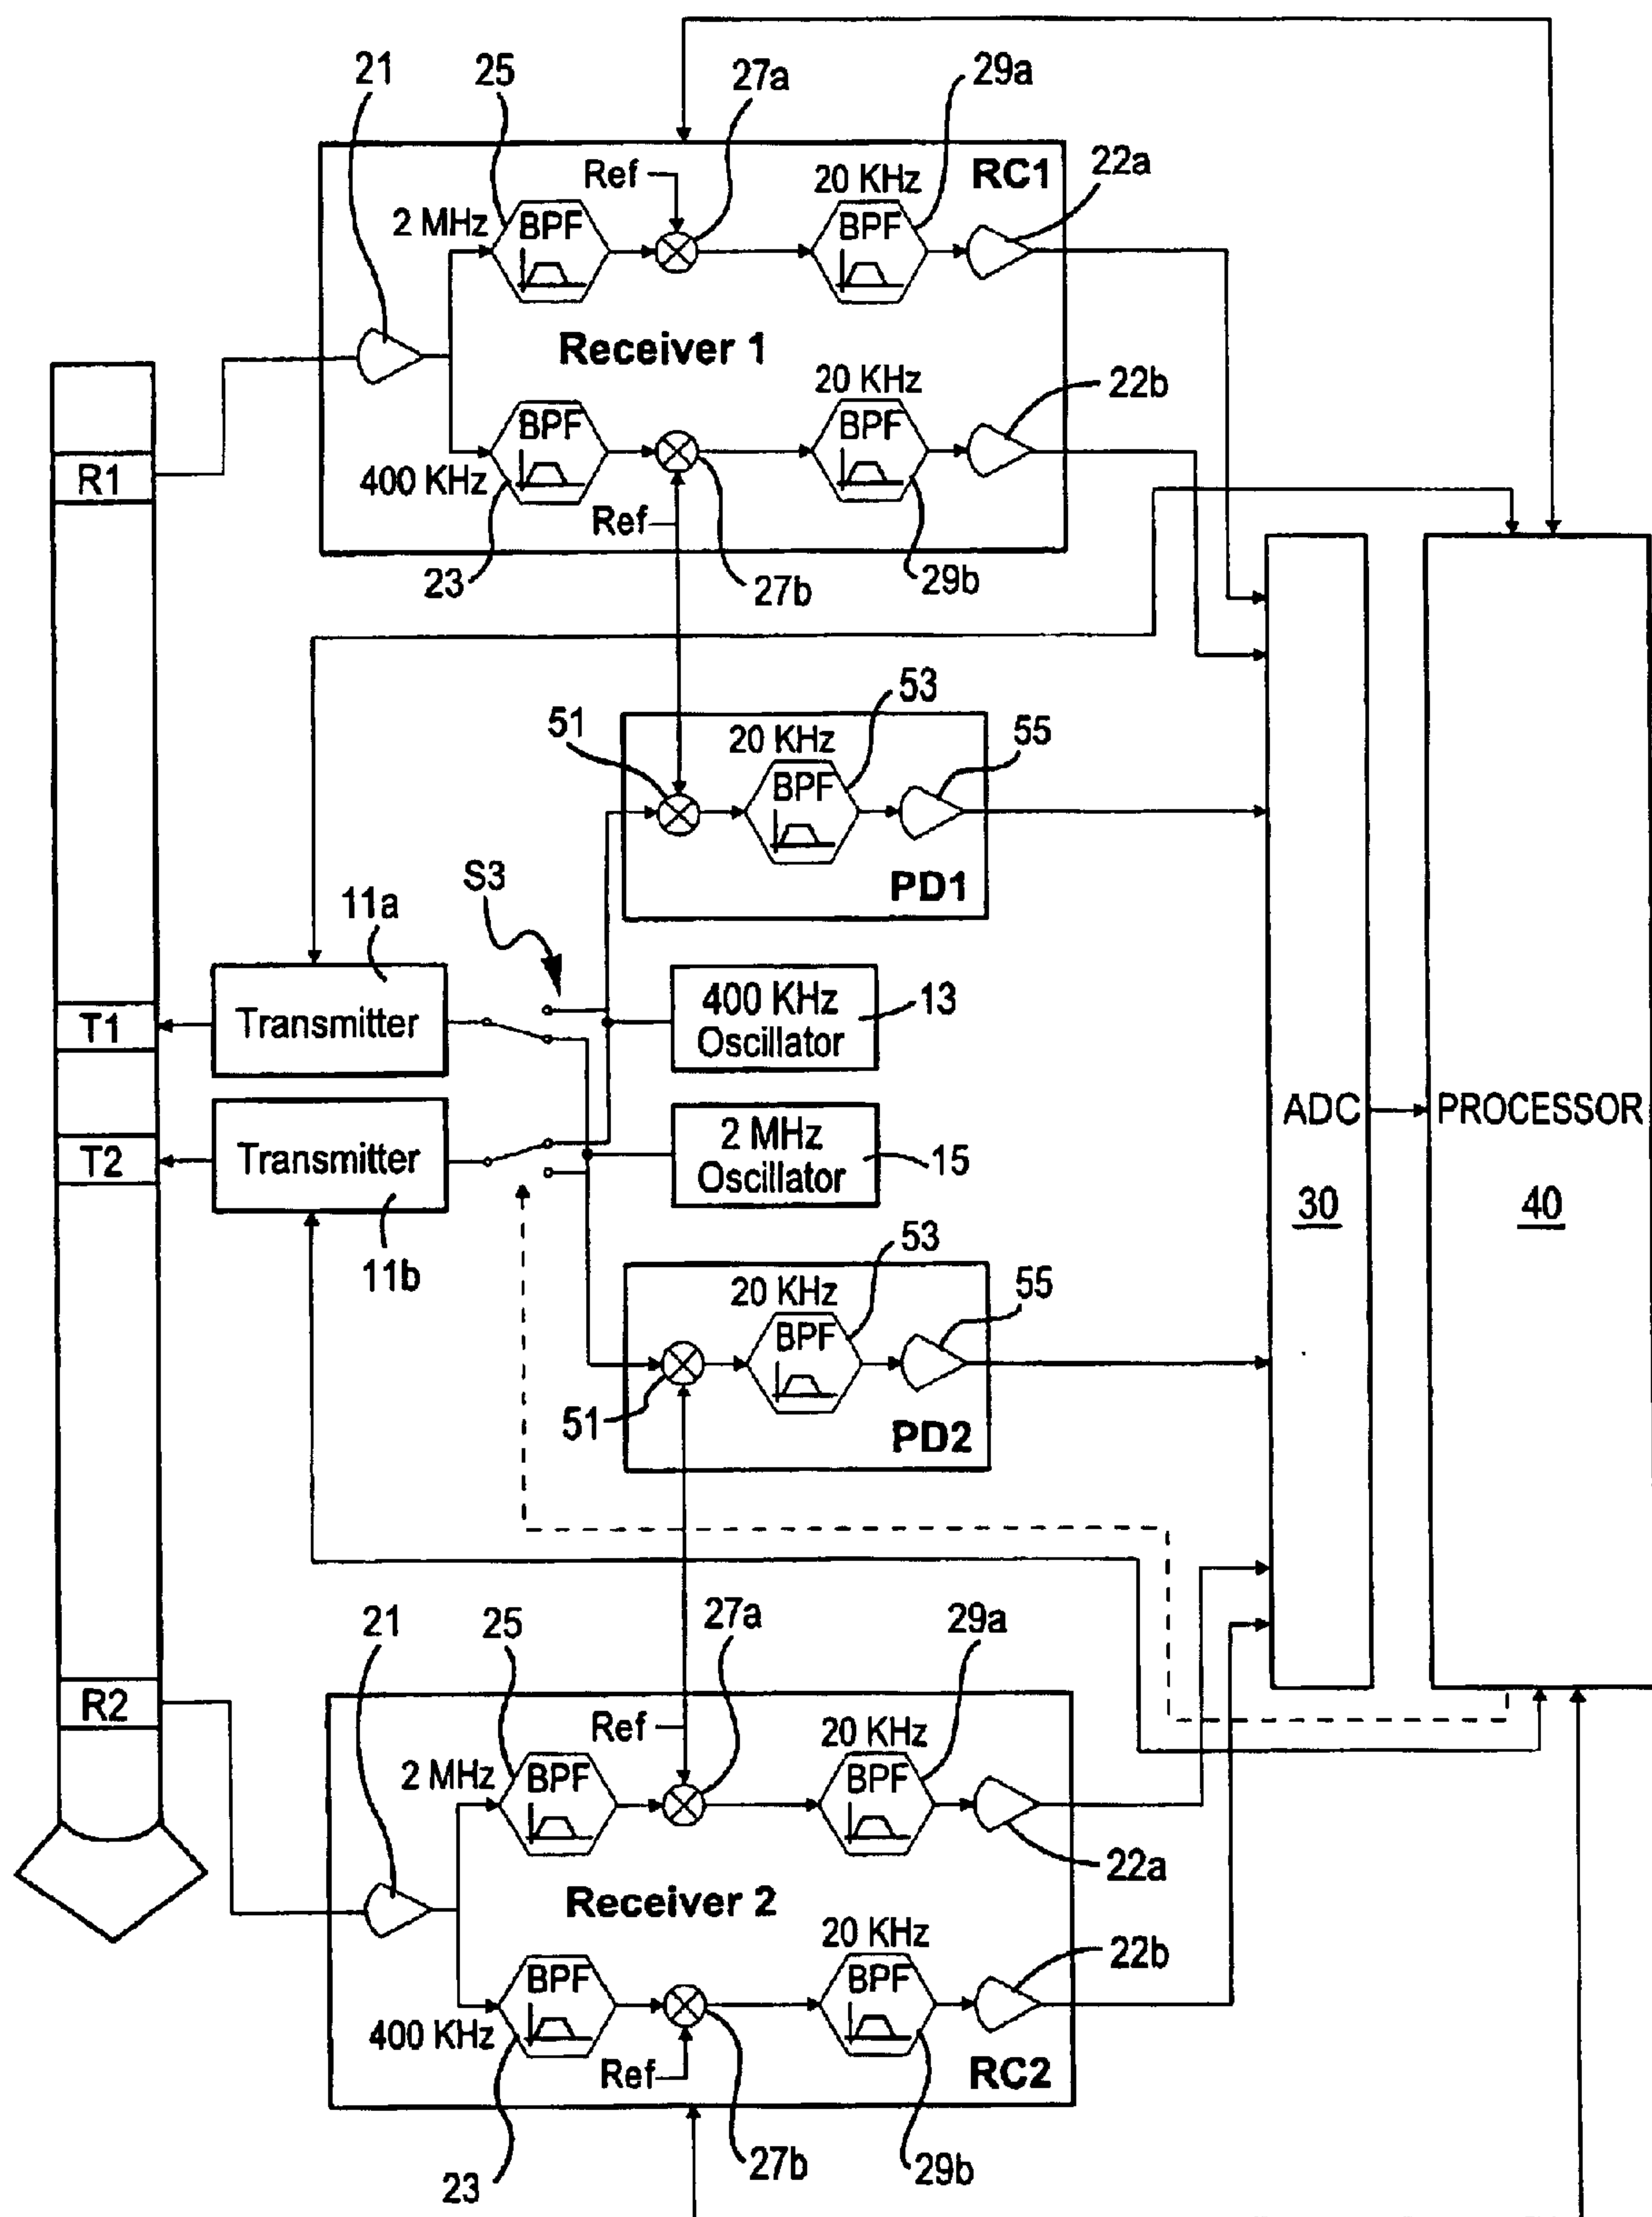 21
25
27a
29a
RC1
22a
Ref
20 KHz
2 MHz
BPF
BPF
Receiver 1
20 KHz
22b
R1
BPF
BPF
400 KHz
Ref
23
27b
29b
53
51
20 KHz
55
BPF
S3
PD1
11a
T1
Transmitter
400 KHz
Oscillator
13
ADC
PROCESSOR
T2
Transmitter
2 MHz
Oscillator
15
30
40
11b
53
20 KHz
55
BPF
51
PD2
21
25
27a
29a
R2
Ref
20 KHz
2 MHz
BPF
BPF
22a
Receiver 2
20 KHz
22b
BPF
BPF
400 KHz
Ref
RC2
23
27b
29b